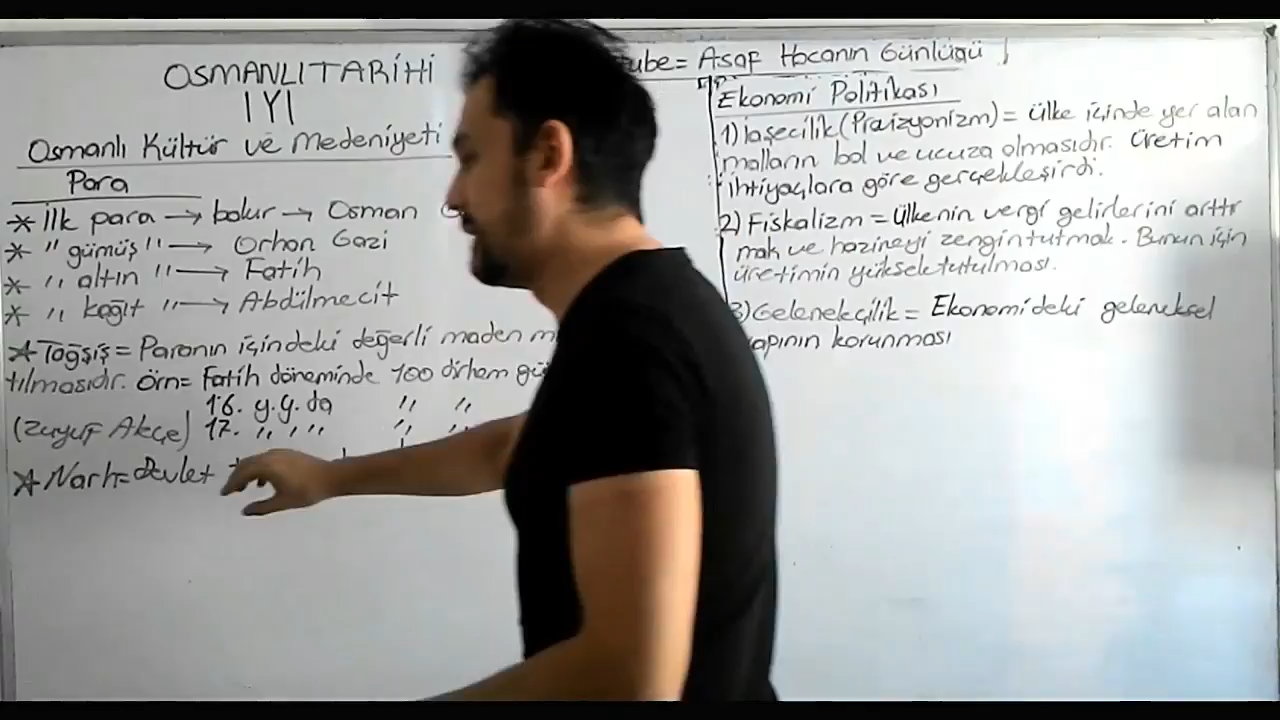 OSMANLI TARİHİ
IYI
Osmanlı Kültür ve Medeniyeti
Para
* İlk para → bakır → Osman G
* " gümüş " → Orhan Gazi
* " altın " → Fatih
* " kağıt " → Abdülmecit
* Tağşiş = Paranın içindeki değerli maden m
tılmasıdır. Örn= Fatih döneminde 100 dirhem gü
16. y.y. da " "
(Züyuf Akçe) 17. " " " " "
* Narh= Devlet
tube= Asaf Hocanın Günlüğü
Ekonomi Politikası
1) İaşecilik (Provizyonizm) = ülke içinde yer alan
malların bol ve ucuza olmasıdır. Üretim
ihtiyaçlara göre gerçekleşirdi.
2) Fiskalizm = Ülkenin vergi gelirlerini arttır
mak ve hazineyi zengin tutmak. Bunun için
üretimin yüksek tutulması.
3) Gelenekçilik = Ekonomideki geleneksel
yapının korunması